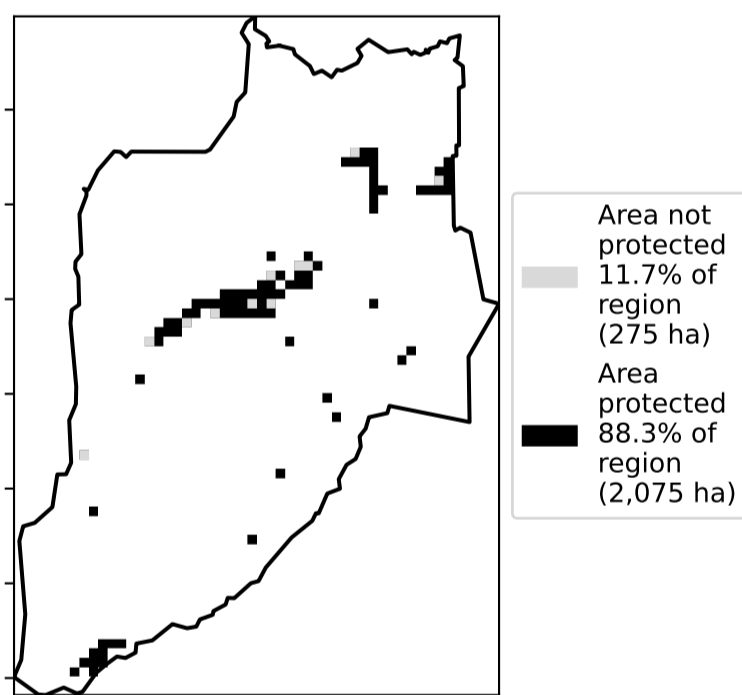 Area not
protected
11.7% of
region
(275 ha)
Area
protected
88.3% of
region
(2,075 ha)